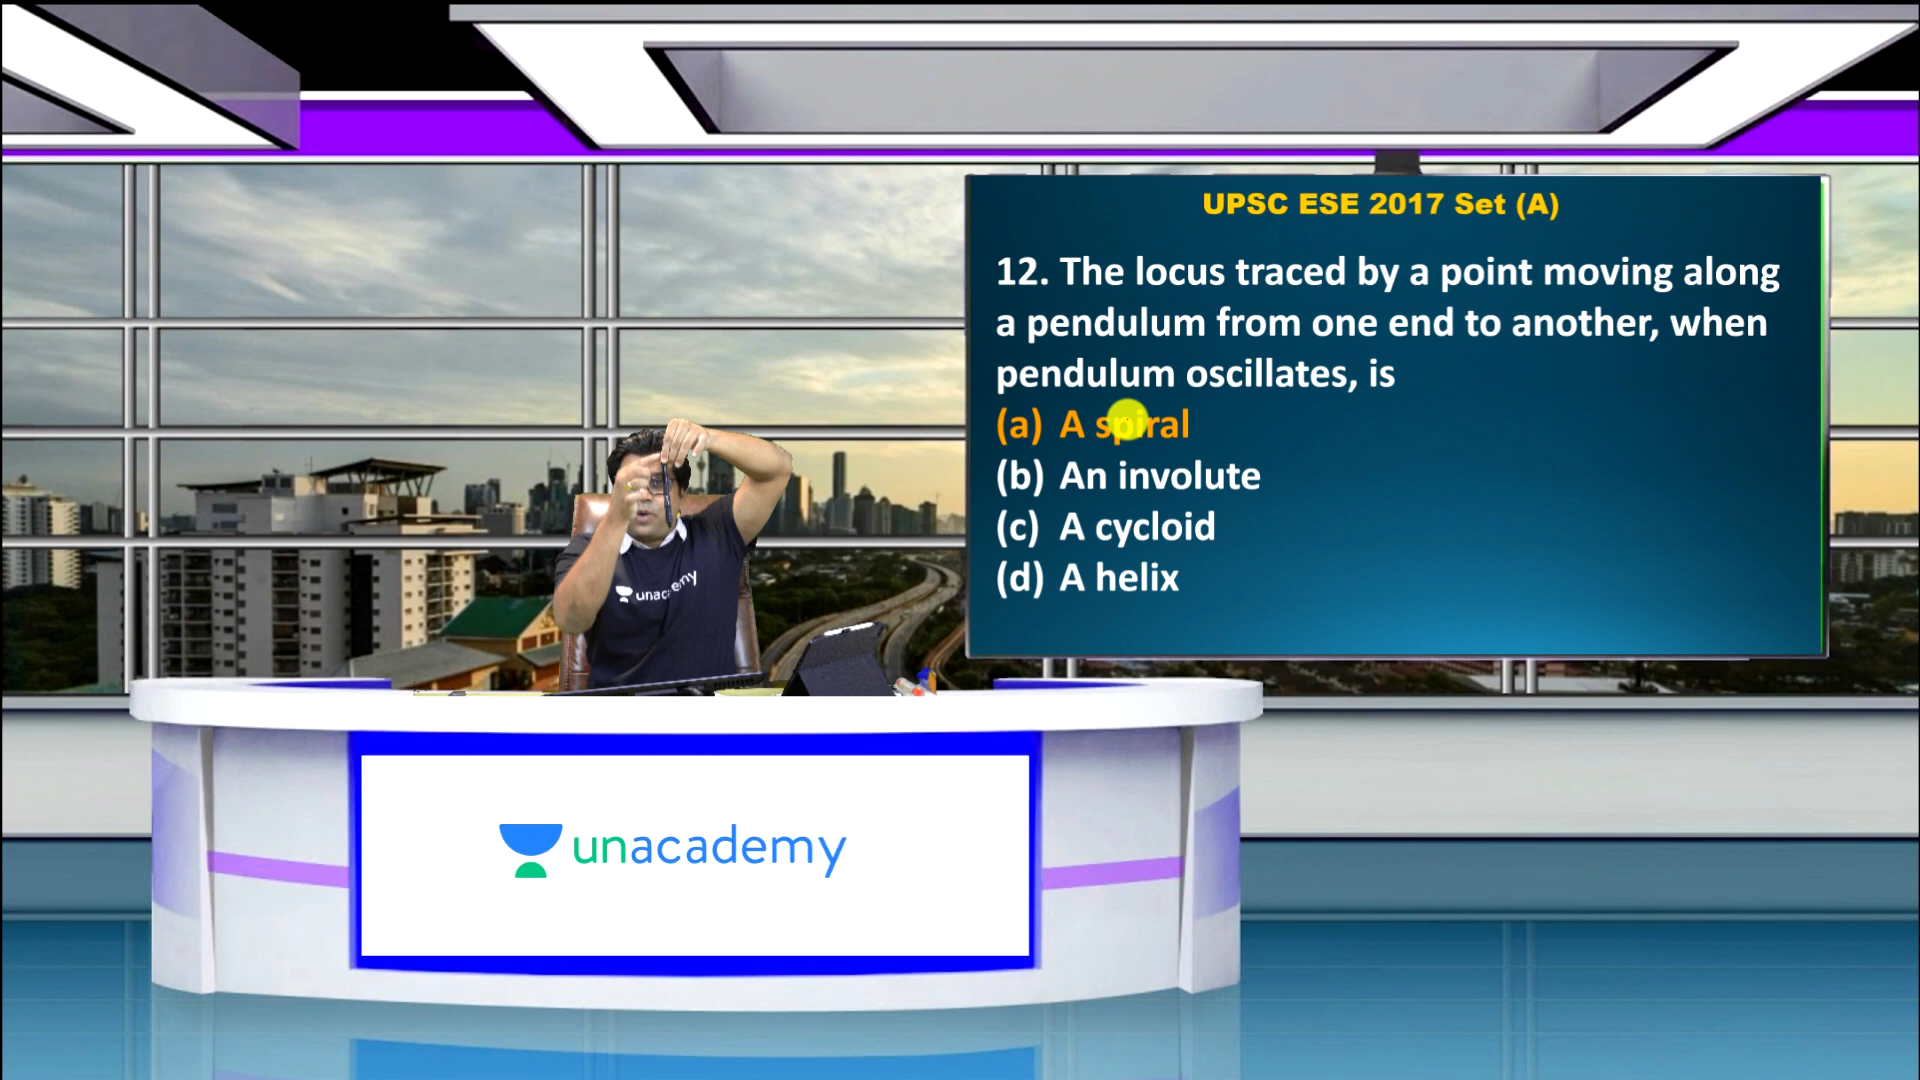 UPSC ESE 2017 Set (A)
12. The locus traced by a point moving along
a pendulum from one end to another, when
pendulum oscillates, is
(a) A spiral
(b) An involute
(c) A cycloid
(d) A helix
unacademy
unacademy